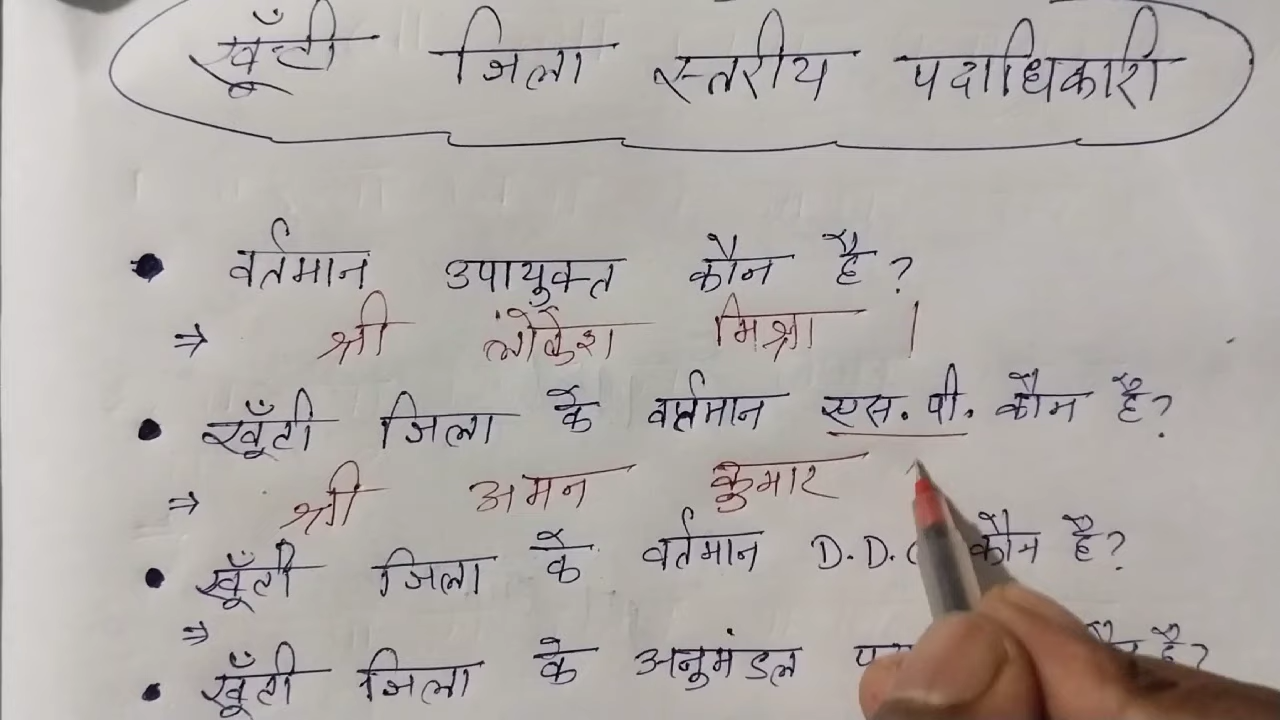 खूँटी जिला स्तरीय पदाधिकारी
वर्तमान उपायुक्त कौन है ?
⇒ श्री लोकेश मिश्रा |
खूँटी जिला के वर्तमान एस. पी. कौन है ?
⇒ श्री अमन कुमार
खूँटी जिला के वर्तमान D.D.C कौन है ?
⇒
खूँटी जिला के अनुमंडल है ?